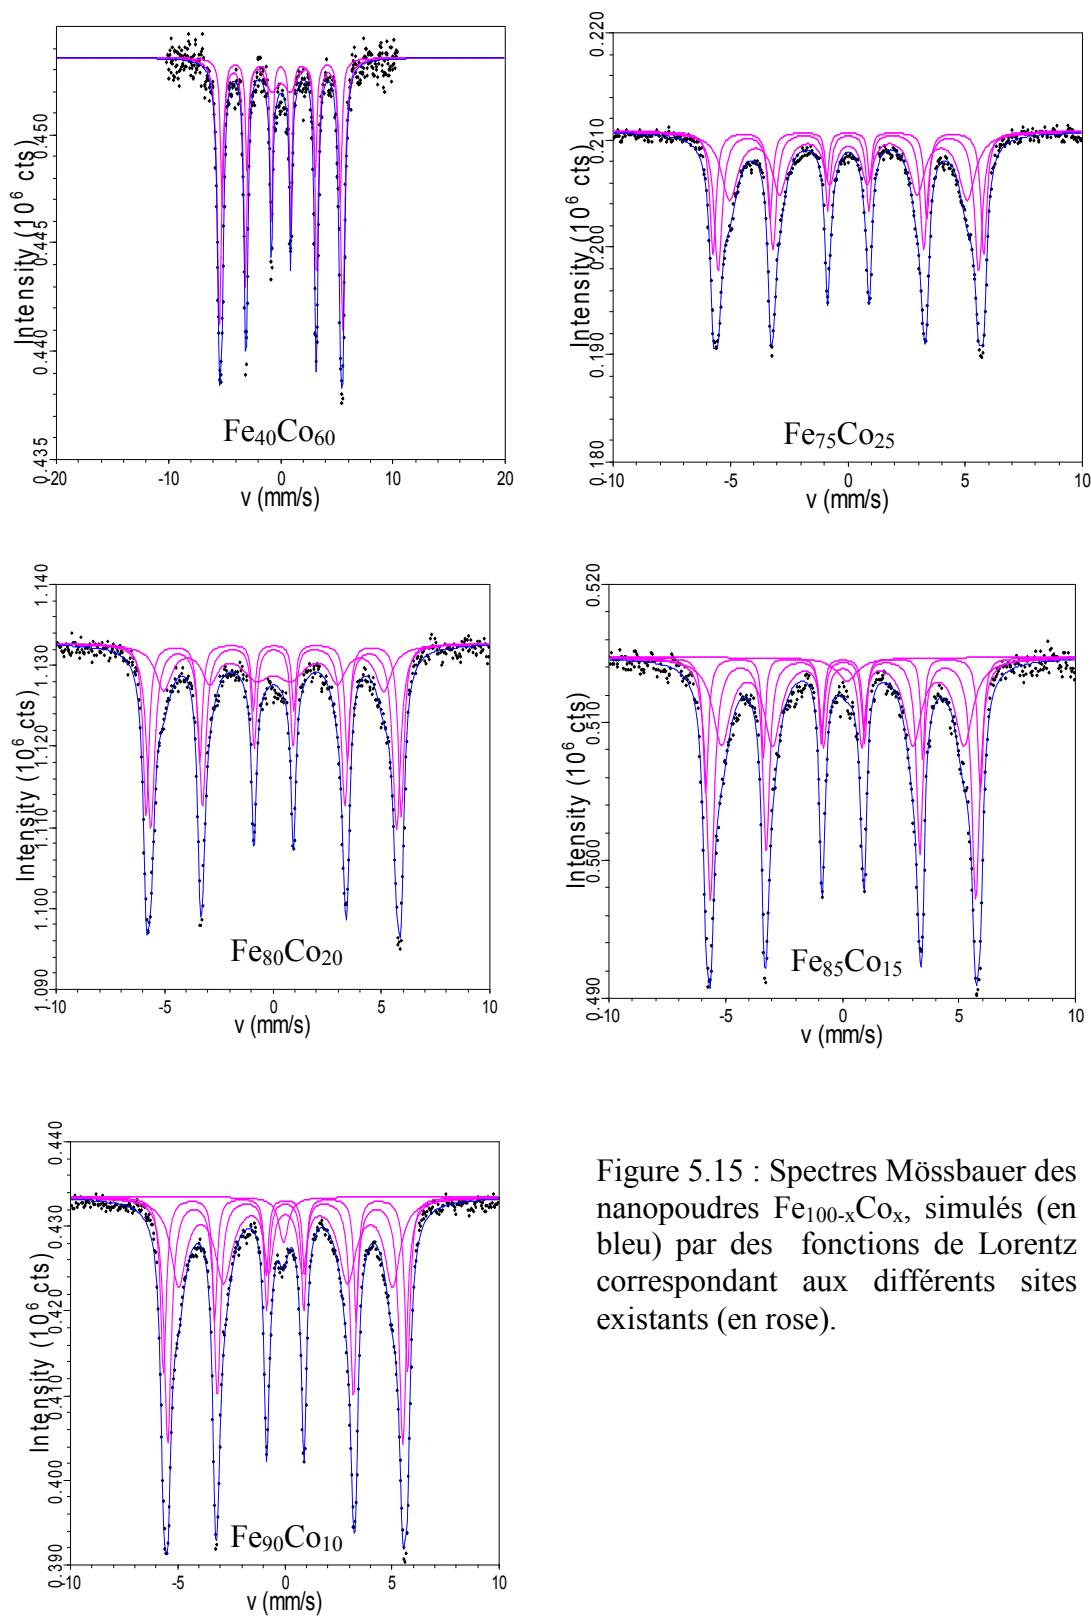 Intensity (10⁶ cts)
0.450
0.445
0.440
0.435
Fe₄₀Co₆₀
-20
-10
0
10
20
v (mm/s)
Intensity (10⁶ cts)
0.220
0.210
0.200
0.190
0.180
Fe₇₅Co₂₅
-10
-5
0
5
10
v (mm/s)
Intensity (10⁶ cts)
1.140
1.130
1.120
1.110
1.100
1.090
Fe₈₀Co₂₀
-10
-5
0
5
10
v (mm/s)
Intensity (10⁶ cts)
0.520
0.510
0.500
0.490
Fe₈₅Co₁₅
-10
-5
0
5
10
v (mm/s)
Intensity (10⁶ cts)
0.440
0.430
0.420
0.410
0.400
0.390
Fe₉₀Co₁₀
-10
-5
0
5
10
v (mm/s)
Figure 5.15 : Spectres Mössbauer des
nanopoudres Fe₁₀₀₋ₓCoₓ, simulés (en
bleu) par des fonctions de Lorentz
correspondant aux différents sites
existants (en rose).